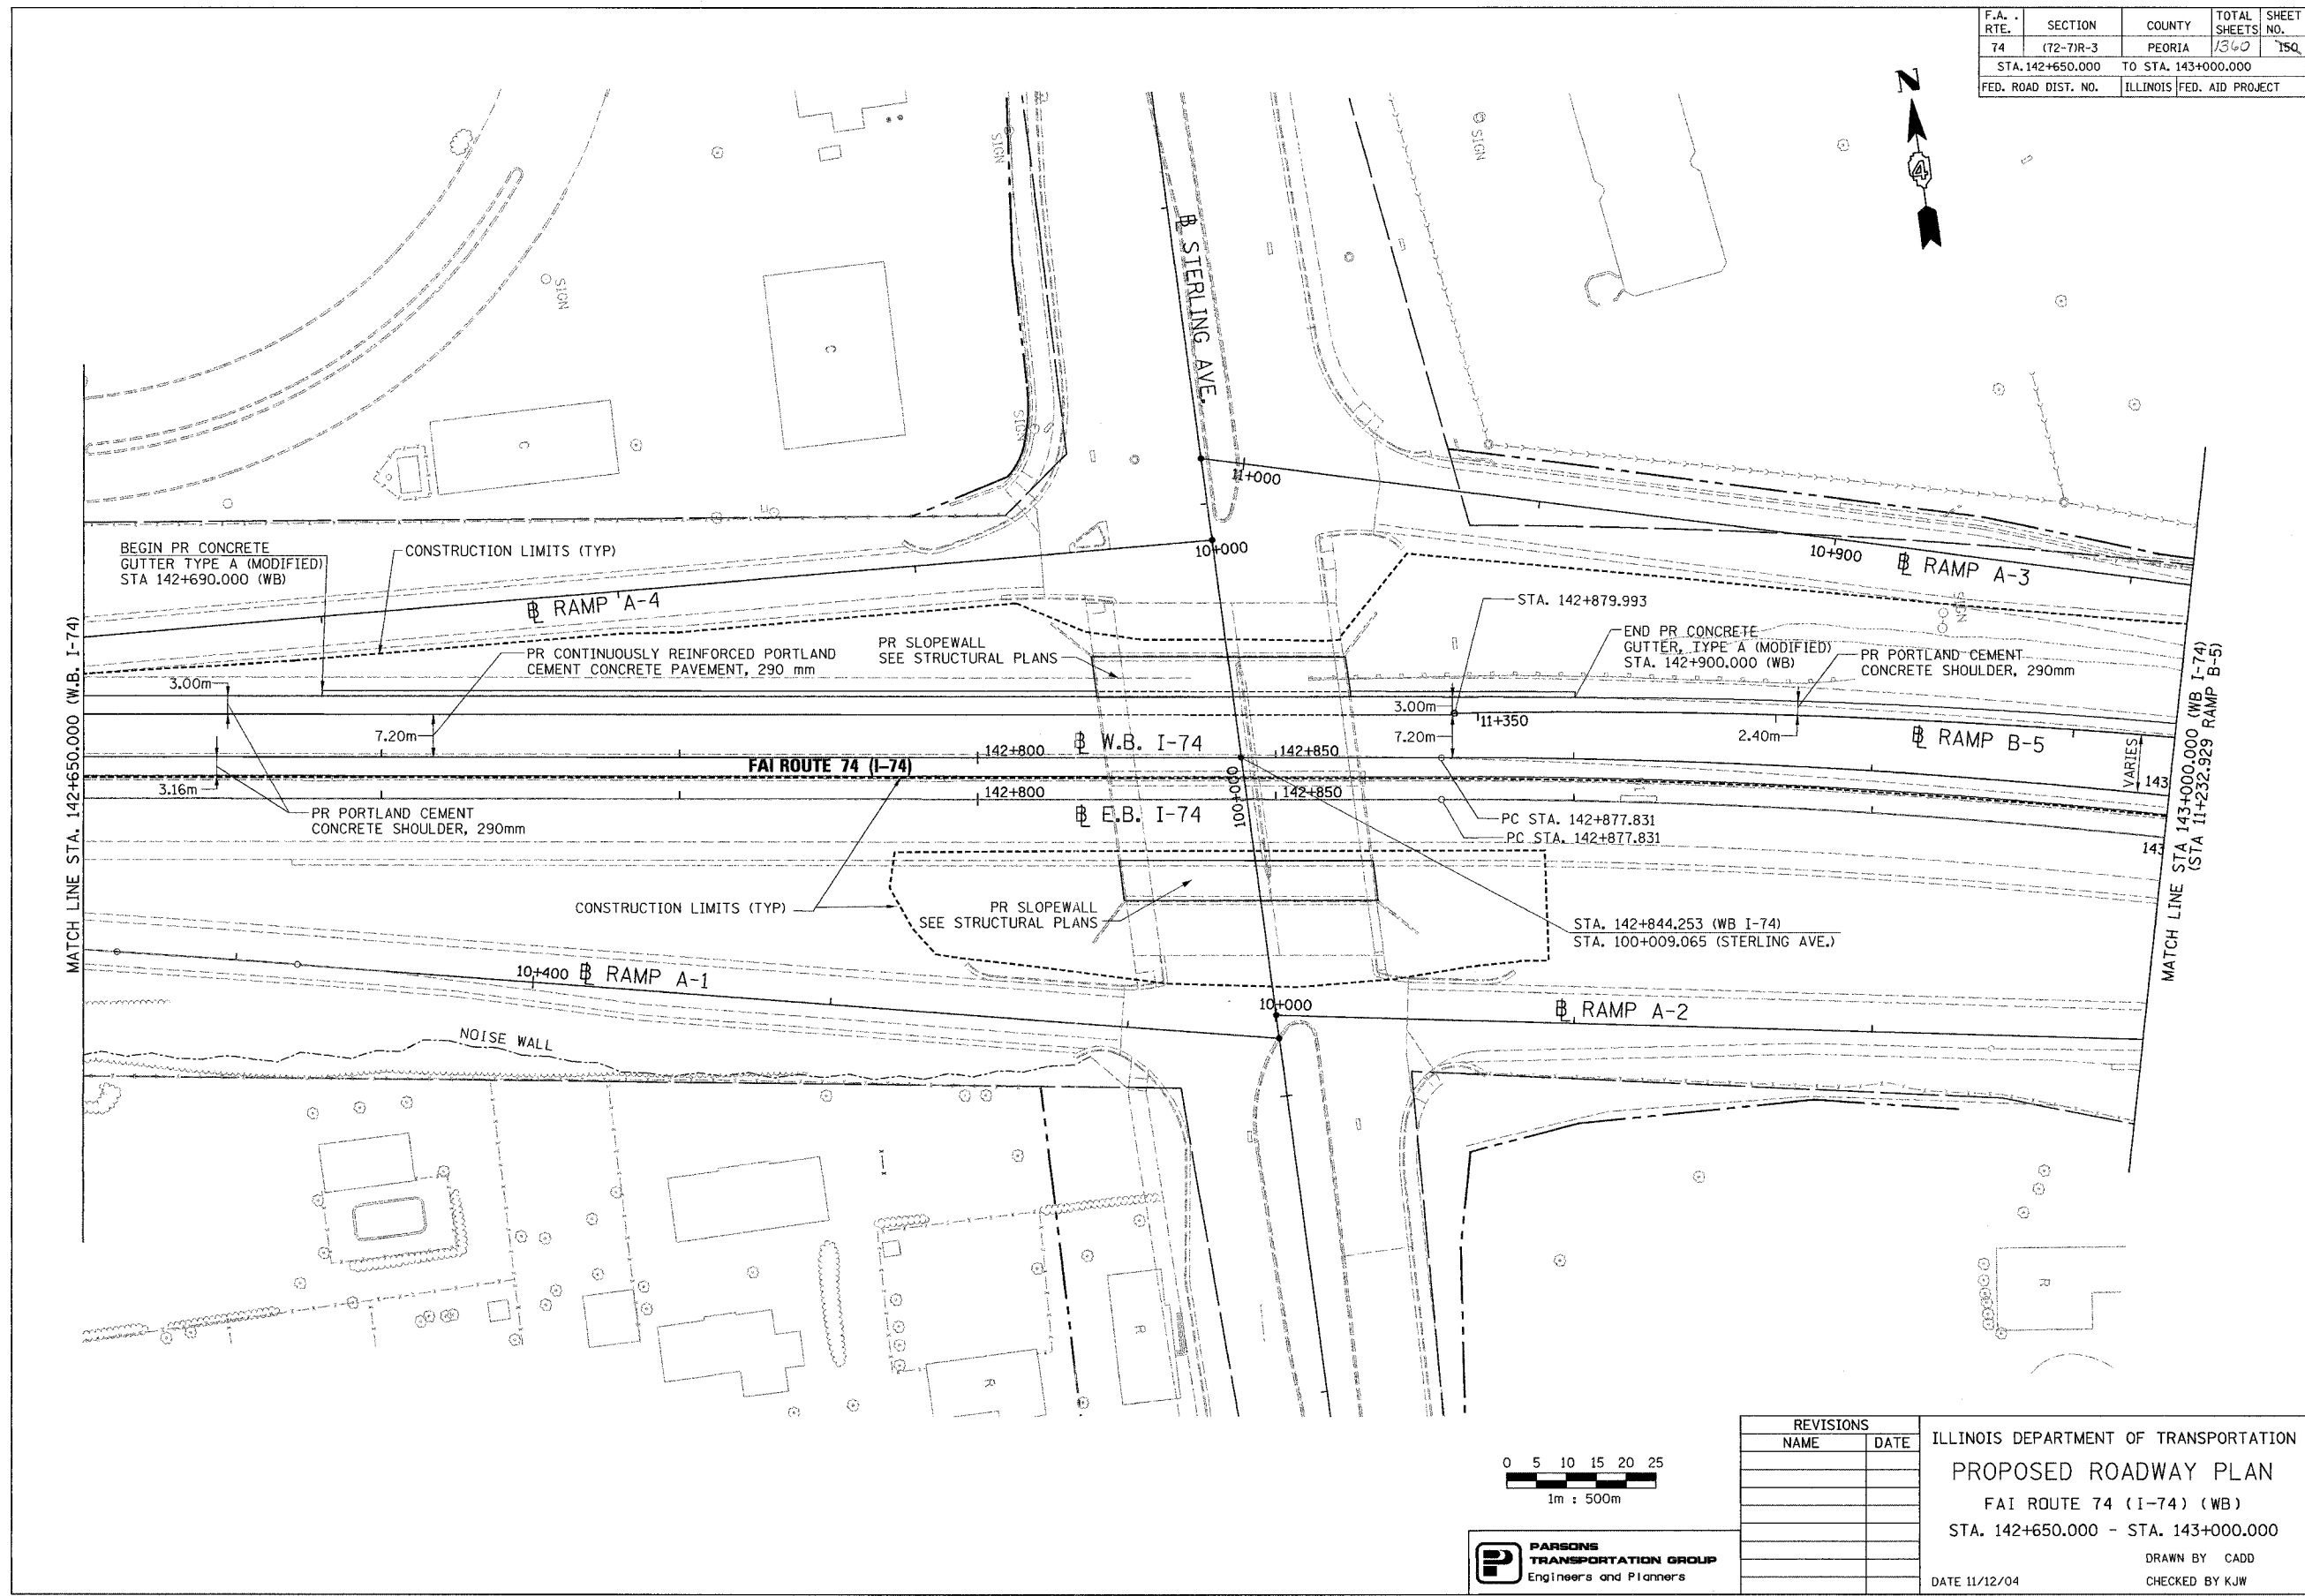 F.A. RTE. SECTION COUNTY TOTAL SHEETS SHEET NO.
74 (72-7)R-3 PEORIA 1360 150
STA. 142+650.000 TO STA. 143+000.000
FED. ROAD DIST. NO. ILLINOIS FED. AID PROJECT
N
4
SIGN
SIGN
SIGN
SIGN
C
C
℄ STERLING AVE.
11+000
10+000
BEGIN PR CONCRETE
GUTTER TYPE A (MODIFIED)
STA 142+690.000 (WB)
CONSTRUCTION LIMITS (TYP)
RAMP A-4
10+900
RAMP A-3
STA. 142+879.993
SIGN
PR SLOPEWALL
SEE STRUCTURAL PLANS
PR CONTINUOUSLY REINFORCED PORTLAND
CEMENT CONCRETE PAVEMENT, 290 mm
END PR CONCRETE
GUTTER, TYPE A (MODIFIED)
STA. 142+900.000 (WB)
PR PORTLAND CEMENT
CONCRETE SHOULDER, 290mm
3.00m
7.20m
3.00m
11+350
7.20m
2.40m
RAMP B-5
VARIES
142+800
W.B. I-74
142+850
FAI ROUTE 74 (I-74)
3.16m
PR PORTLAND CEMENT
CONCRETE SHOULDER, 290mm
142+800
E.B. I-74
100+000
142+850
143
143
PC STA. 142+877.831
PC STA. 142+877.831
CONSTRUCTION LIMITS (TYP)
PR SLOPEWALL
SEE STRUCTURAL PLANS
STA. 142+844.253 (WB I-74)
STA. 100+009.065 (STERLING AVE.)
10+400
RAMP A-1
10+000
RAMP A-2
NOISE WALL
R
R
R
MATCH LINE STA. 142+650.000 (W.B. I-74)
MATCH LINE STA 143+000.000 (WB I-74)
(STA 11+232.929 RAMP B-5)
0 5 10 15 20 25
1m : 500m
PARSONS
TRANSPORTATION GROUP
Engineers and Planners
REVISIONS
NAME DATE
ILLINOIS DEPARTMENT OF TRANSPORTATION
PROPOSED ROADWAY PLAN
FAI ROUTE 74 (I-74) (WB)
STA. 142+650.000 - STA. 143+000.000
DRAWN BY CADD
DATE 11/12/04 CHECKED BY KJW